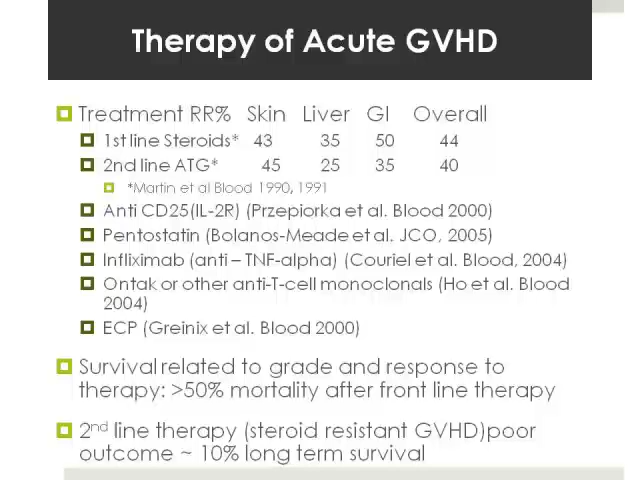 Therapy of Acute GVHD
Treatment RR% Skin Liver GI Overall
1st line Steroids* 43 35 50 44
2nd line ATG* 45 25 35 40
*Martin et al Blood 1990, 1991
Anti CD25(IL-2R) (Przepiorka et al. Blood 2000)
Pentostatin (Bolanos-Meade et al. JCO, 2005)
Infliximab (anti – TNF-alpha) (Couriel et al. Blood, 2004)
Ontak or other anti-T-cell monoclonals (Ho et al. Blood
2004)
ECP (Greinix et al. Blood 2000)
Survival related to grade and response to
therapy: >50% mortality after front line therapy
2nd line therapy (steroid resistant GVHD)poor
outcome ~ 10% long term survival